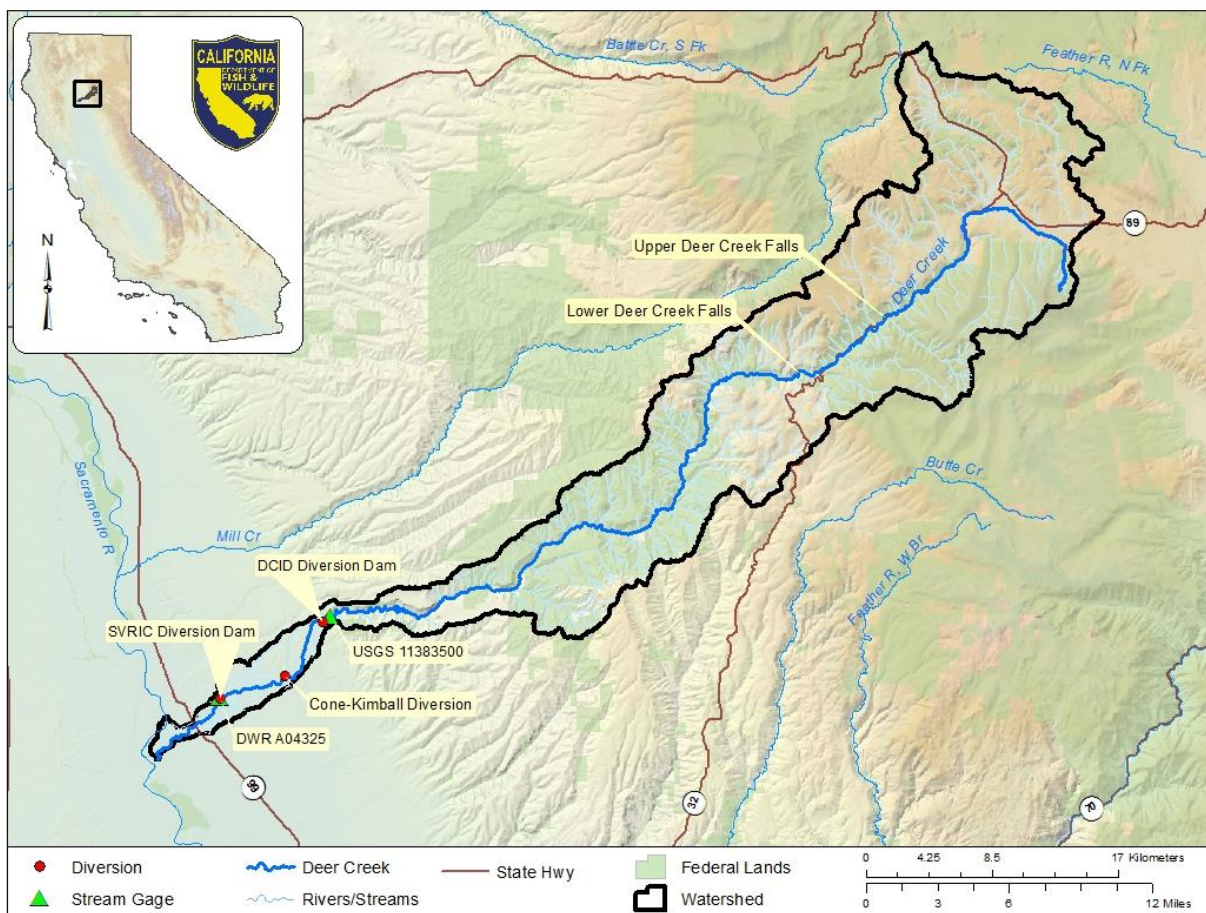 CALIFORNIA
DEPARTMENT OF
FISH &
WILDLIFE
N
Battle Cr, S Fk
Feather R, N Fk
89
Upper Deer Creek Falls
Deer Creek
Lower Deer Creek Falls
Sacramento R
Mill Cr
Butte Cr
Feather R, W Br
DCID Diversion Dam
SVRIC Diversion Dam
USGS 11383500
Cone-Kimball Diversion
DWR A04325
99
32
70
Diversion
Stream Gage
Deer Creek
Rivers/Streams
State Hwy
Federal Lands
Watershed
0 4.25 8.5 17 Kilometers
0 3 6 12 Miles